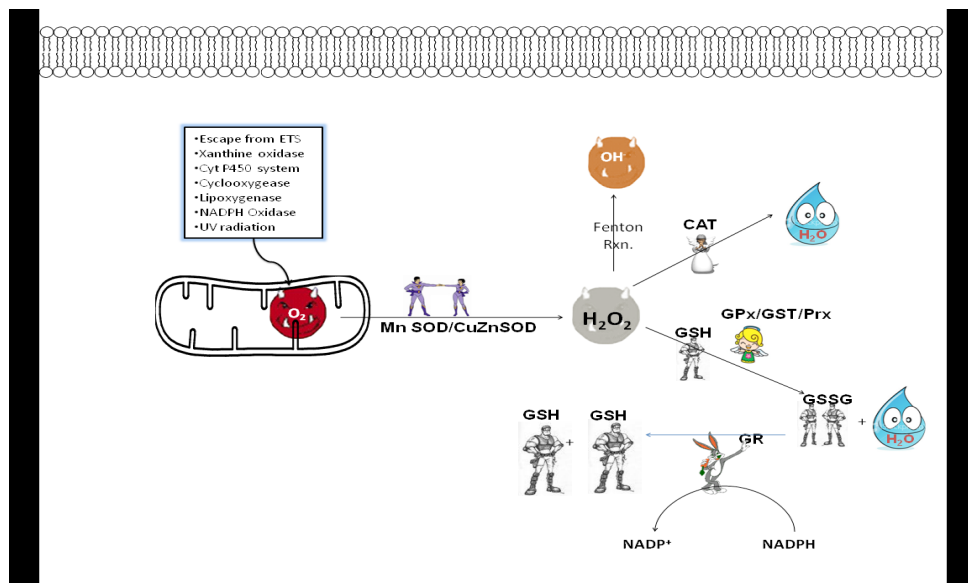 •Escape from ETS
•Xanthine oxidase
•Cyt P450 system
•Cyclooxygease
•Lipoxygenase
•NADPH Oxidase
•UV radiation
OH⁻
Fenton
Rxn.
CAT
H₂O
O₂
Mn SOD/CuZnSOD
H₂O₂
GPx/GST/Prx
GSH
GSSG
+
H₂O
GSH
+
GSH
GR
NADP⁺
NADPH